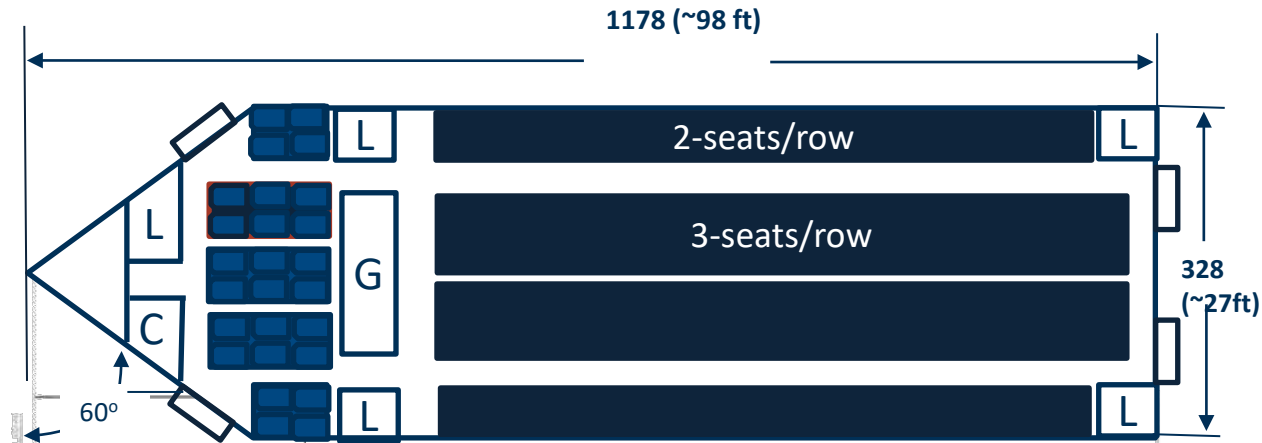 1178 (~98 ft)
L
2-seats/row
L
L
3-seats/row
G
328
(~27ft)
C
60°
L
L